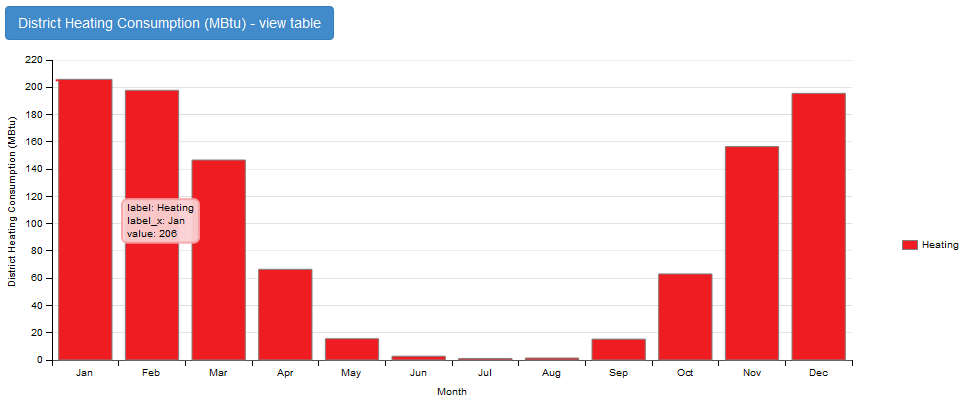 District Heating Consumption (MBtu) - view table
District Heating Consumption (MBtu)
220
200
180
160
140
120
100
80
60
40
20
0
label: Heating
label_x: Jan
value: 206
Jan Feb Mar Apr May Jun Jul Aug Sep Oct Nov Dec
Month
Heating